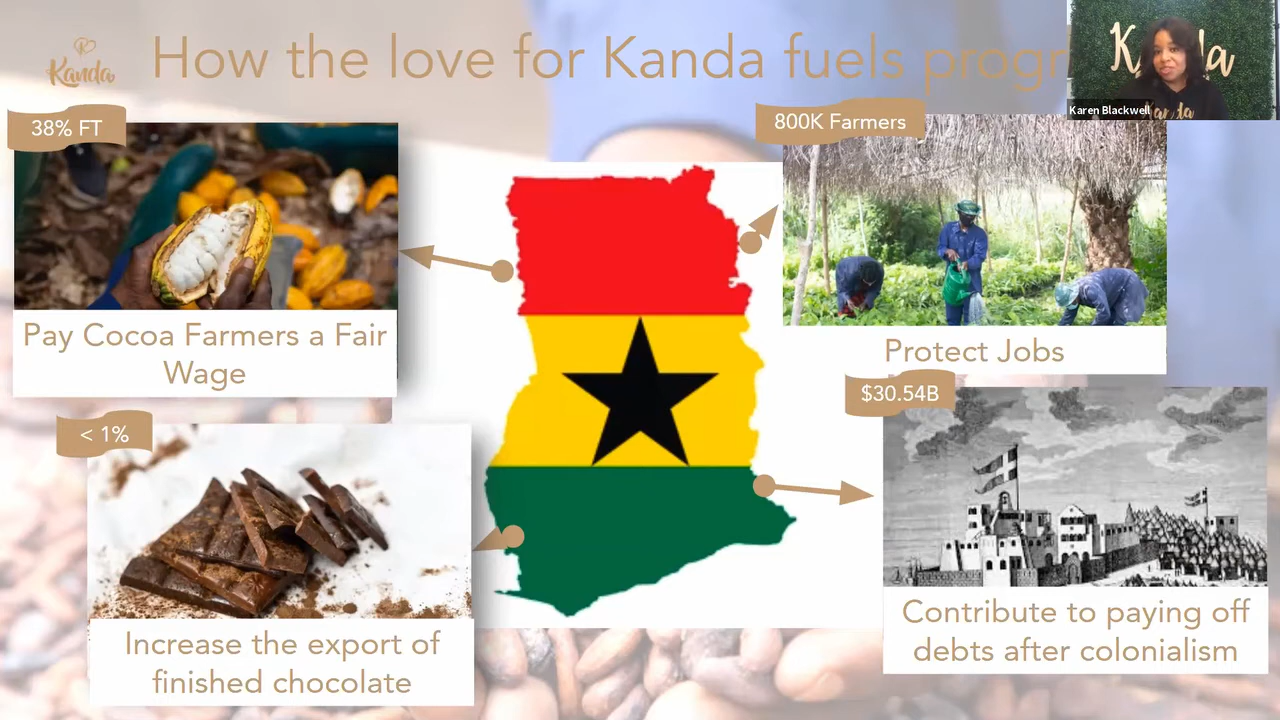 Kanda
How the love for Kanda fuels progr
Kanda
Karen Blackwell
Kanda
38% FT
Pay Cocoa Farmers a Fair
Wage
800K Farmers
Protect Jobs
< 1%
Increase the export of
finished chocolate
$30.54B
Contribute to paying off
debts after colonialism